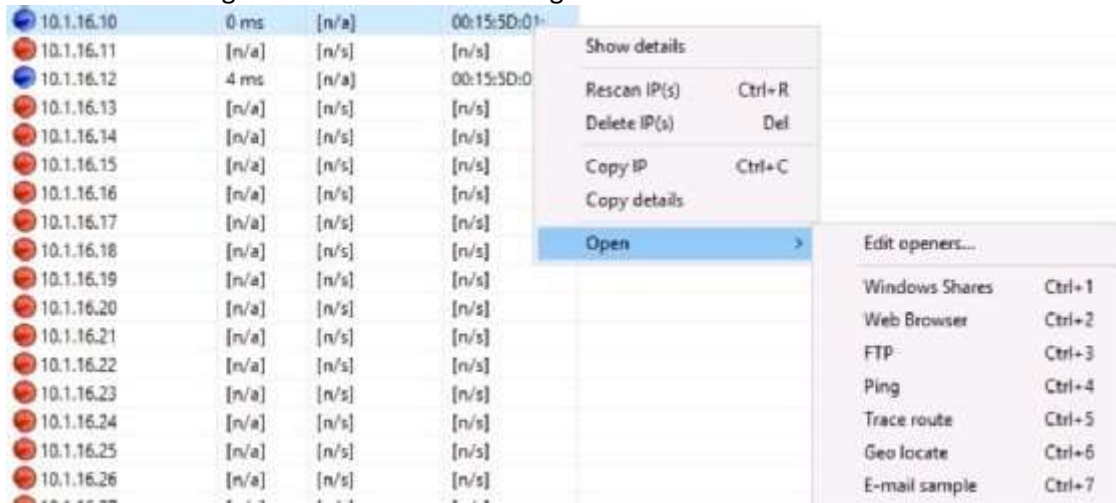 10.1.16.10 0 ms [n/a] 00:15:5D:01:
10.1.16.11 [n/a] [n/s] [n/s]
10.1.16.12 4 ms [n/a] 00:15:5D:0
10.1.16.13 [n/a] [n/s] [n/s]
10.1.16.14 [n/a] [n/s] [n/s]
10.1.16.15 [n/a] [n/s] [n/s]
10.1.16.16 [n/a] [n/s] [n/s]
10.1.16.17 [n/a] [n/s] [n/s]
10.1.16.18 [n/a] [n/s] [n/s]
10.1.16.19 [n/a] [n/s] [n/s]
10.1.16.20 [n/a] [n/s] [n/s]
10.1.16.21 [n/a] [n/s] [n/s]
10.1.16.22 [n/a] [n/s] [n/s]
10.1.16.23 [n/a] [n/s] [n/s]
10.1.16.24 [n/a] [n/s] [n/s]
10.1.16.25 [n/a] [n/s] [n/s]
10.1.16.26 [n/a] [n/s] [n/s]
Show details
Rescan IP(s) Ctrl+R
Delete IP(s) Del
Copy IP Ctrl+C
Copy details
Open >
Edit openers...
Windows Shares Ctrl+1
Web Browser Ctrl+2
FTP Ctrl+3
Ping Ctrl+4
Trace route Ctrl+5
Geo locate Ctrl+6
E-mail sample Ctrl+7